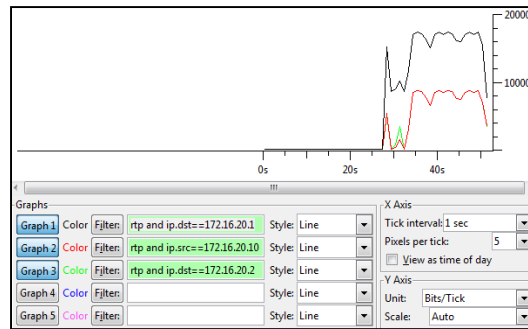 20000
10000
0s 20s 40s
Graphs
Graph 1 Color Filter: rtp and ip.dst==172.16.20.1 Style: Line
Graph 2 Color Filter: rtp and ip.src==172.16.20.10 Style: Line
Graph 3 Color Filter: rtp and ip.dst==172.16.20.2 Style: Line
Graph 4 Color Filter: Style: Line
Graph 5 Color Filter: Style: Line
X Axis
Tick interval: 1 sec
Pixels per tick: 5
View as time of day
Y Axis
Unit: Bits/Tick
Scale: Auto